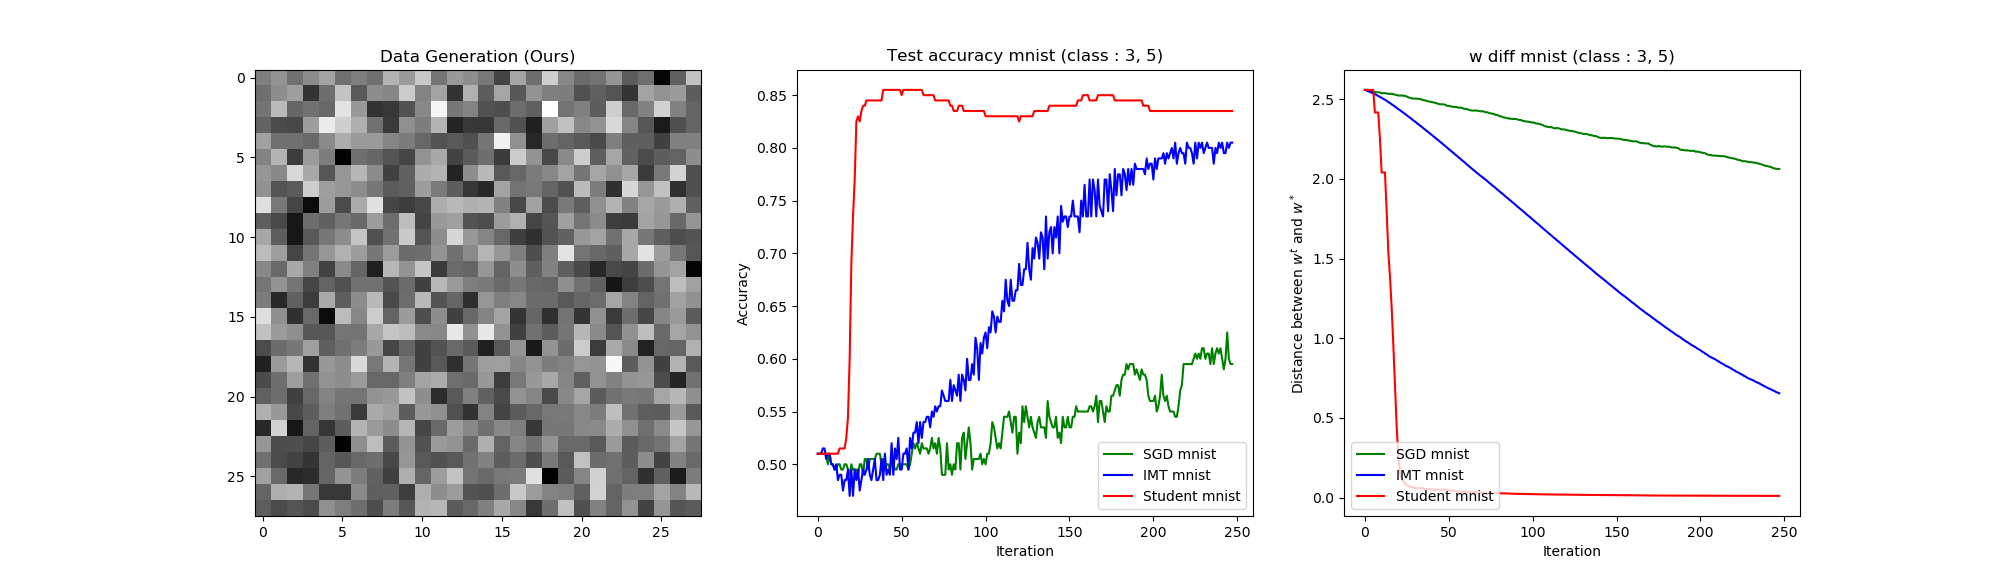 Data Generation (Ours)
0
5
10
15
20
25
0 5 10 15 20 25
Test accuracy mnist (class : 3, 5)
Accuracy
0.85
0.80
0.75
0.70
0.65
0.60
0.55
0.50
0 50 100 150 200 250
Iteration
SGD mnist
IMT mnist
Student mnist
w diff mnist (class : 3, 5)
Distance between w^t and w^*
2.5
2.0
1.5
1.0
0.5
0.0
0 50 100 150 200 250
Iteration
SGD mnist
IMT mnist
Student mnist